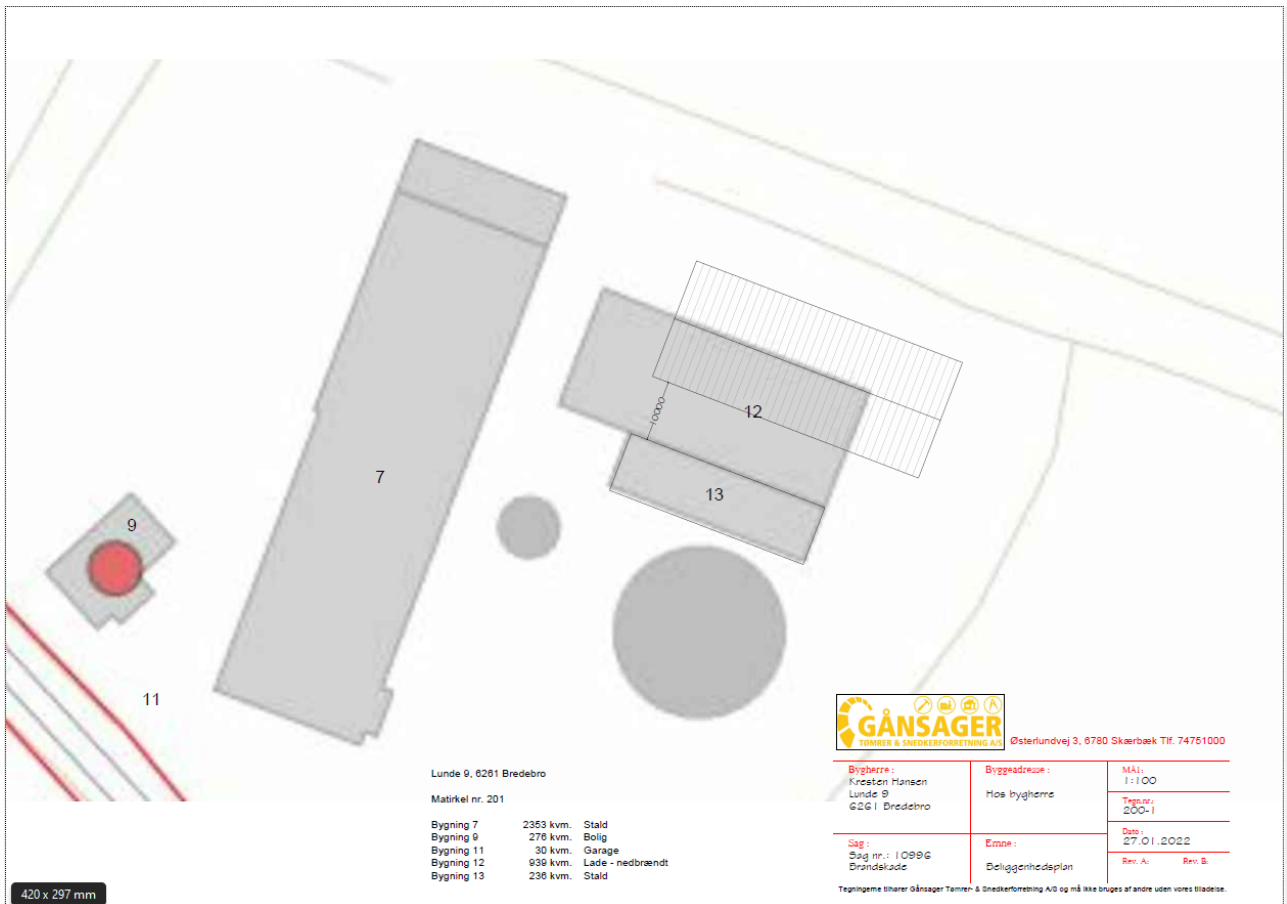 12
10000
7
13
9
11
GÅNSAGER
TØMRER & SNEDKERFORRETNING A/S
Østerlundvej 3, 6780 Skærbæk Tlf. 74751000
Lunde 9, 6261 Bredebro
Matirkel nr. 201
Bygning 7 2353 kvm. Stald
Bygning 9 276 kvm. Bolig
Bygning 11 30 kvm. Garage
Bygning 12 939 kvm. Lade - nedbrændt
Bygning 13 236 kvm. Stald
Bygherre :
Kresten Hansen
Lunde 9
6261 Bredebro
Byggeadresse :
Hos bygherre
MÅl :
1:100
Tegn.nr.:
200-1
Dato :
27.01.2022
Rev. A: Rev. B:
Sag :
Sag nr.: 10996
Brandskade
Emne :
Beliggenhedsplan
Tegningerne tilhører Gånsager Tømrer- & Snedkerforretning A/S og må ikke bruges af andre uden vores tilladelse.
420 x 297 mm